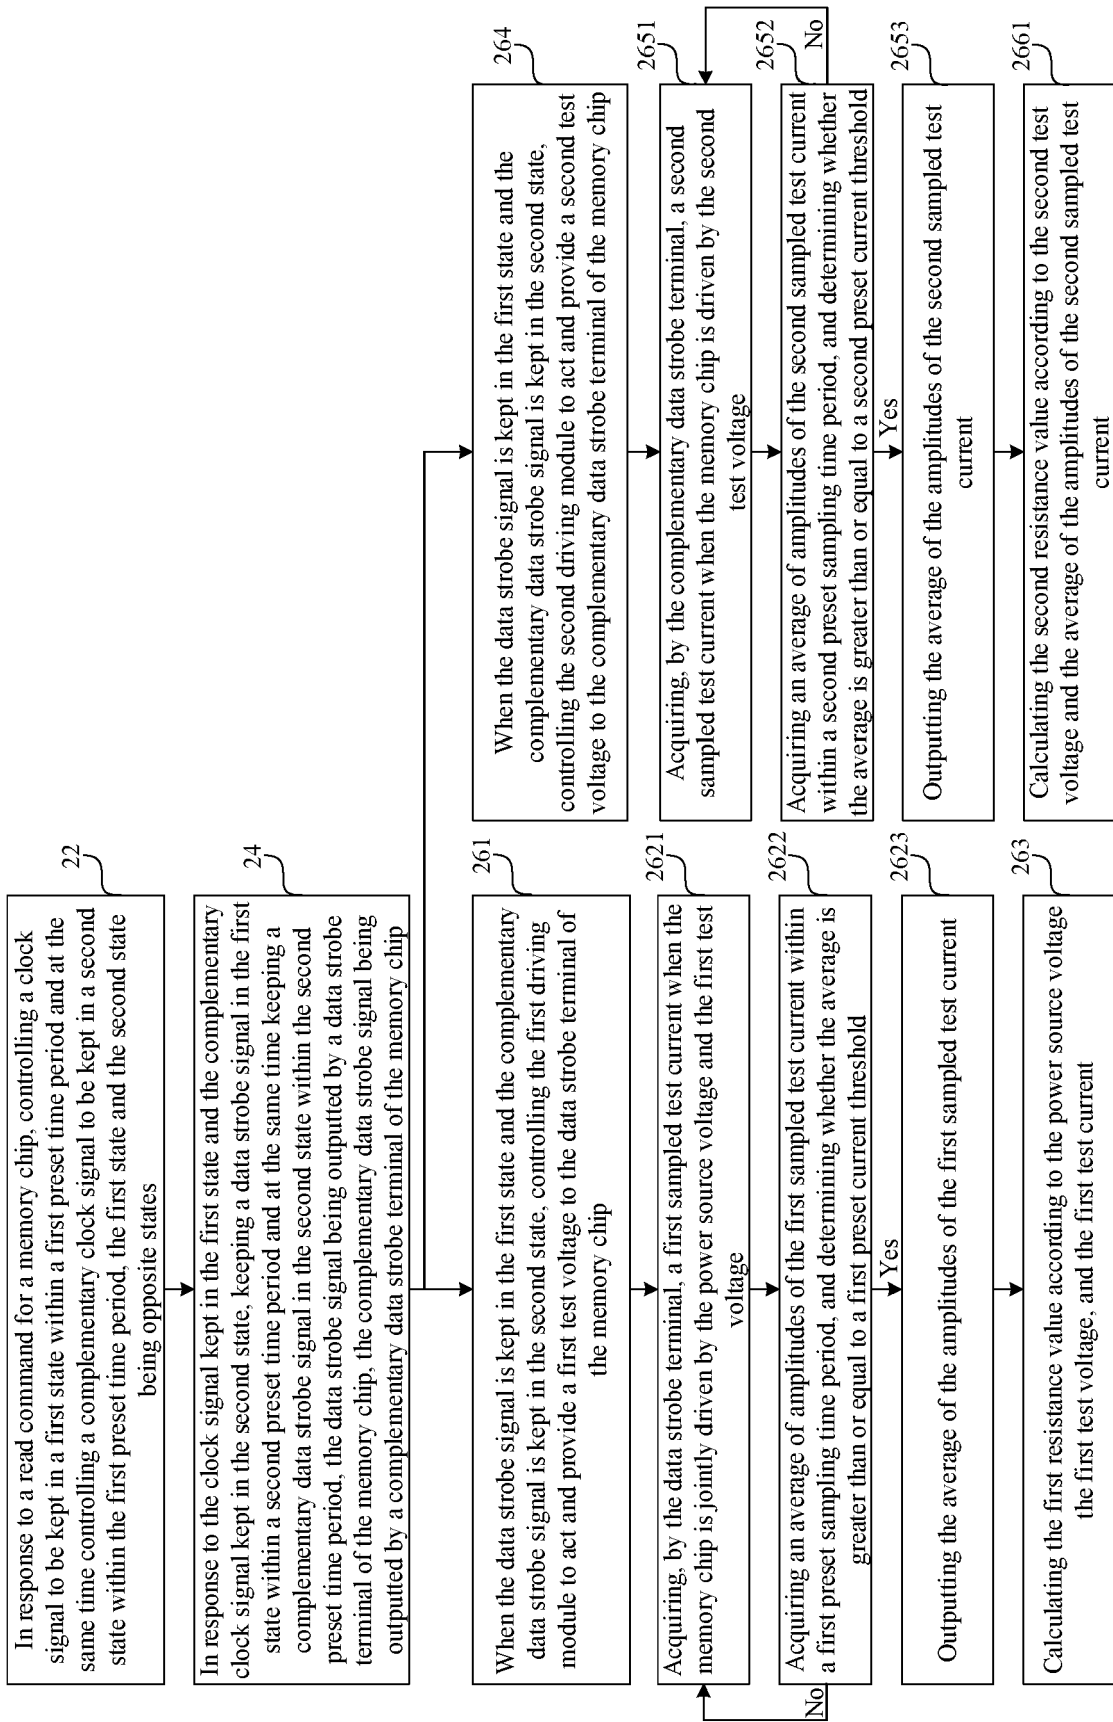 22
In response to a read command for a memory chip, controlling a clock
signal to be kept in a first state within a first preset time period and at the
same time controlling a complementary clock signal to be kept in a second
state within the first preset time period, the first state and the second state
being opposite states
24
In response to the clock signal kept in the first state and the complementary
clock signal kept in the second state, keeping a data strobe signal in the first
state within a second preset time period and at the same time keeping a
complementary data strobe signal in the second state within the second
preset time period, the data strobe signal being outputted by a data strobe
terminal of the memory chip, the complementary data strobe signal being
outputted by a complementary data strobe terminal of the memory chip
261
When the data strobe signal is kept in the first state and the complementary
data strobe signal is kept in the second state, controlling the first driving
module to act and provide a first test voltage to the data strobe terminal of
the memory chip
2621
Acquiring, by the data strobe terminal, a first sampled test current when the
memory chip is jointly driven by the power source voltage and the first test
voltage
2622
Acquiring an average of amplitudes of the first sampled test current within
a first preset sampling time period, and determining whether the average is
greater than or equal to a first preset current threshold
No
Yes
2623
Outputting the average of the amplitudes of the first sampled test current
263
Calculating the first resistance value according to the power source voltage
the first test voltage, and the first test current
264
When the data strobe signal is kept in the first state and the
complementary data strobe signal is kept in the second state,
controlling the second driving module to act and provide a second test
voltage to the complementary data strobe terminal of the memory chip
2651
Acquiring, by the complementary data strobe terminal, a second
sampled test current when the memory chip is driven by the second
test voltage
2652
Acquiring an average of amplitudes of the second sampled test current
within a second preset sampling time period, and determining whether
the average is greater than or equal to a second preset current threshold
No
Yes
2653
Outputting the average of the amplitudes of the second sampled test
current
2661
Calculating the second resistance value according to the second test
voltage and the average of the amplitudes of the second sampled test
current